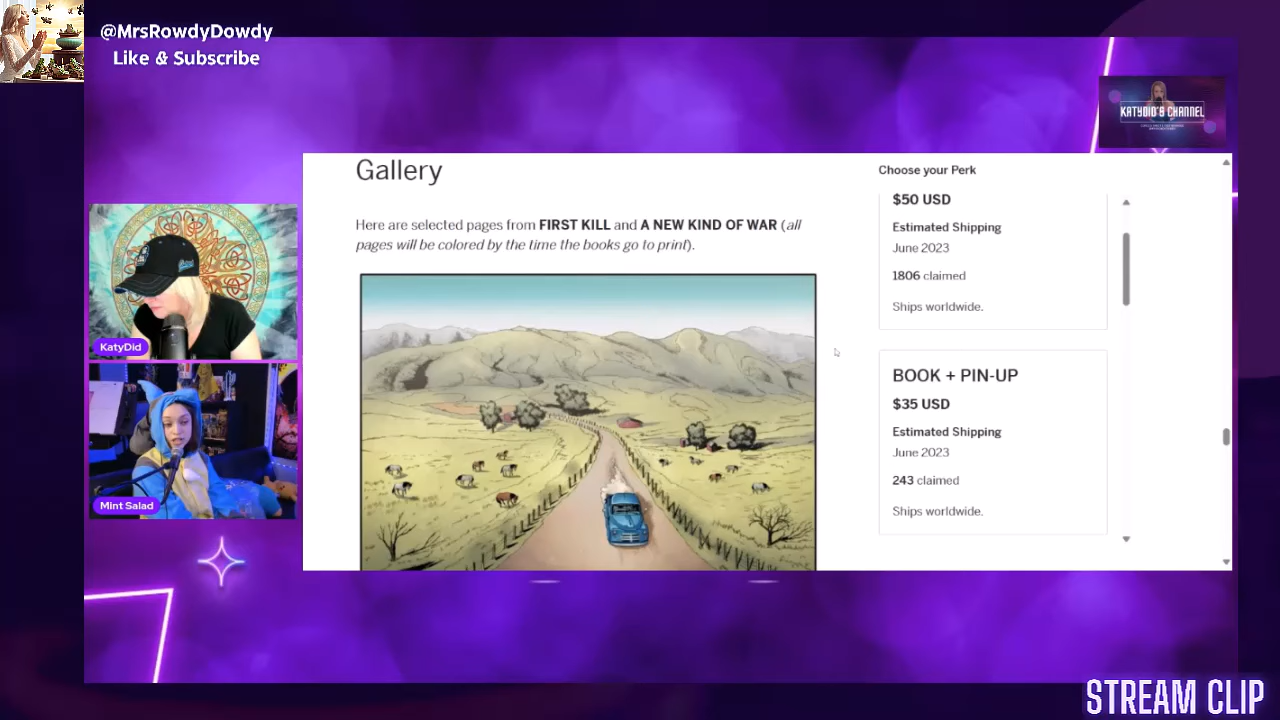 @MrsRowdyDowdy
Like & Subscribe
KATYDID'S CHANNEL
KatyDid
Mint Salad
Gallery
Here are selected pages from FIRST KILL and A NEW KIND OF WAR (all
pages will be colored by the time the books go to print).
Choose your Perk
$50 USD
Estimated Shipping
June 2023
1806 claimed
Ships worldwide.
BOOK + PIN-UP
$35 USD
Estimated Shipping
June 2023
243 claimed
Ships worldwide.
STREAM CLIP